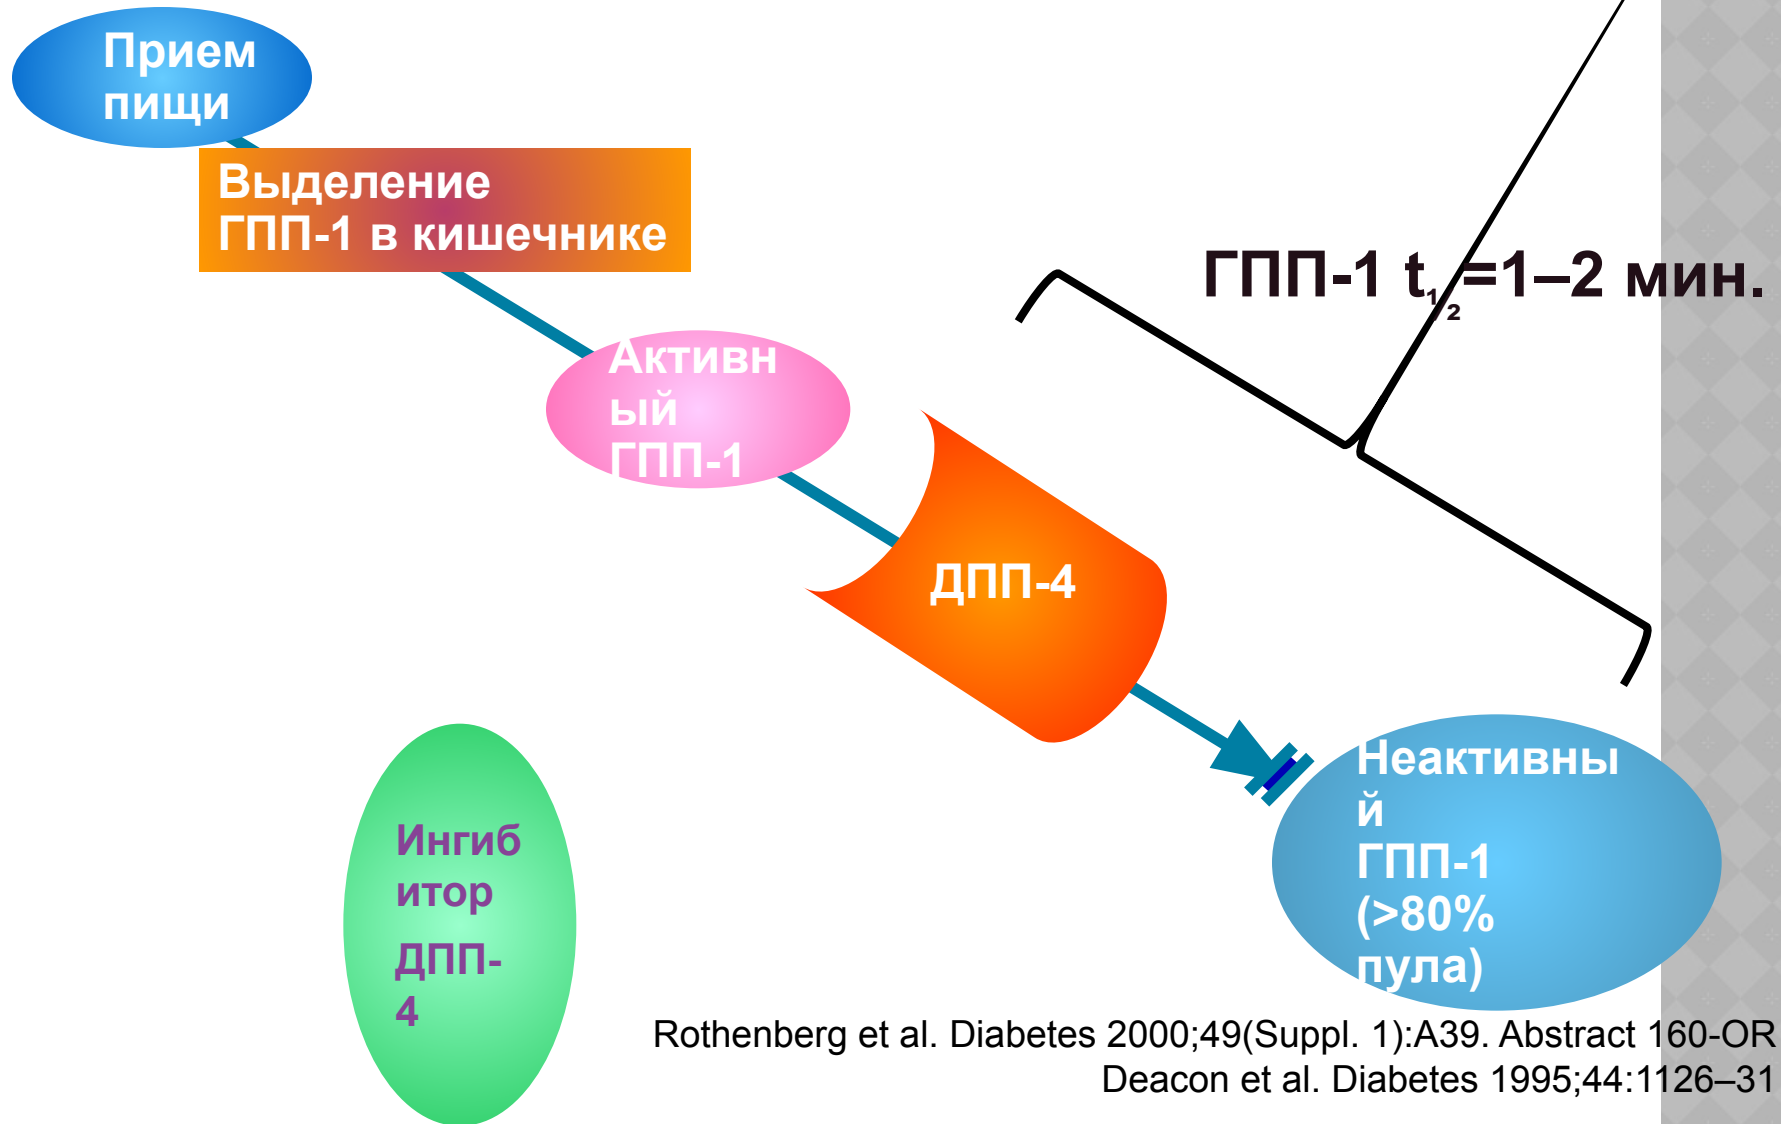 Прием
пищи
Выделение
ГПП-1 в кишечнике
ГПП-1 t₁/₂=1–2 мин.
Активн
ый
ГПП-1
ДПП-4
Неактивны
й
ГПП-1
(>80%
пула)
Ингиб
итор
ДПП-
4
Rothenberg et al. Diabetes 2000;49(Suppl. 1):A39. Abstract 160-OR
Deacon et al. Diabetes 1995;44:1126–31